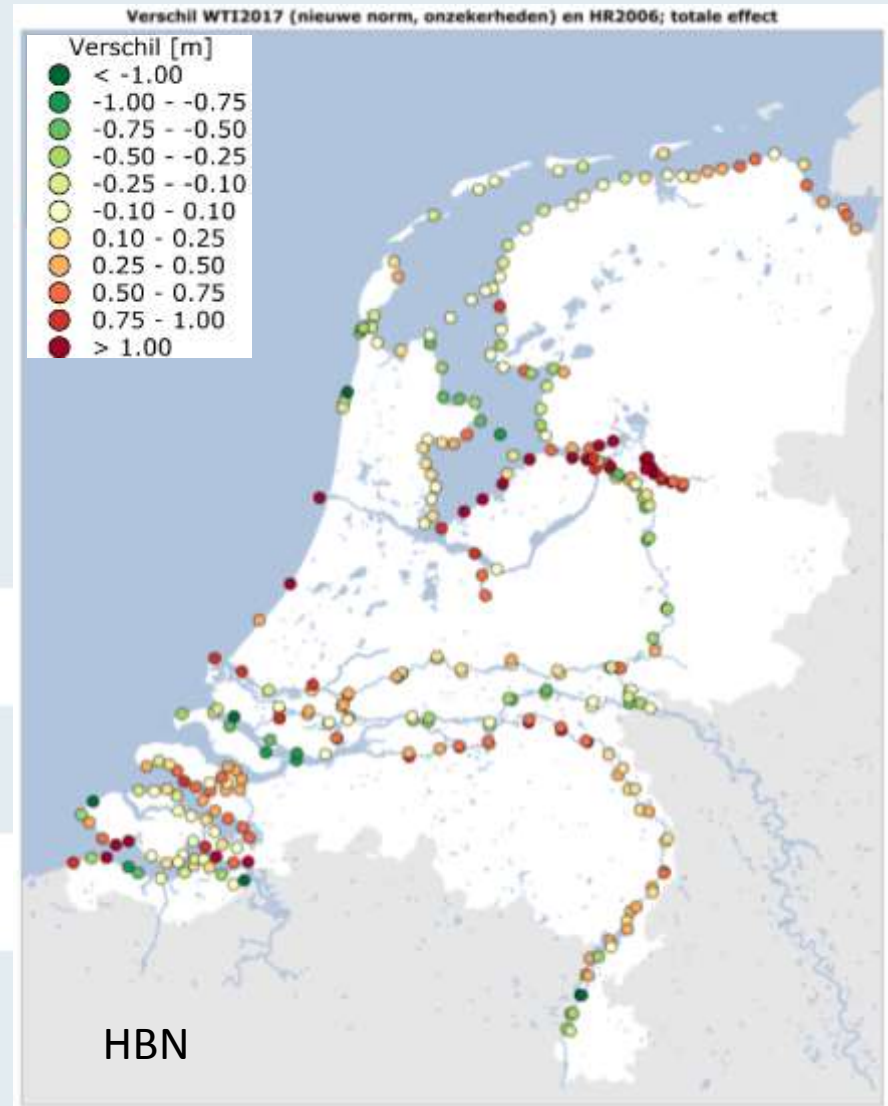 Verschil WTI2017 (nieuwe norm, onzekerheden) en HR2006; totale effect
Verschil [m]
< -1.00
-1.00 - -0.75
-0.75 - -0.50
-0.50 - -0.25
-0.25 - -0.10
-0.10 - 0.10
0.10 - 0.25
0.25 - 0.50
0.50 - 0.75
0.75 - 1.00
> 1.00
HBN